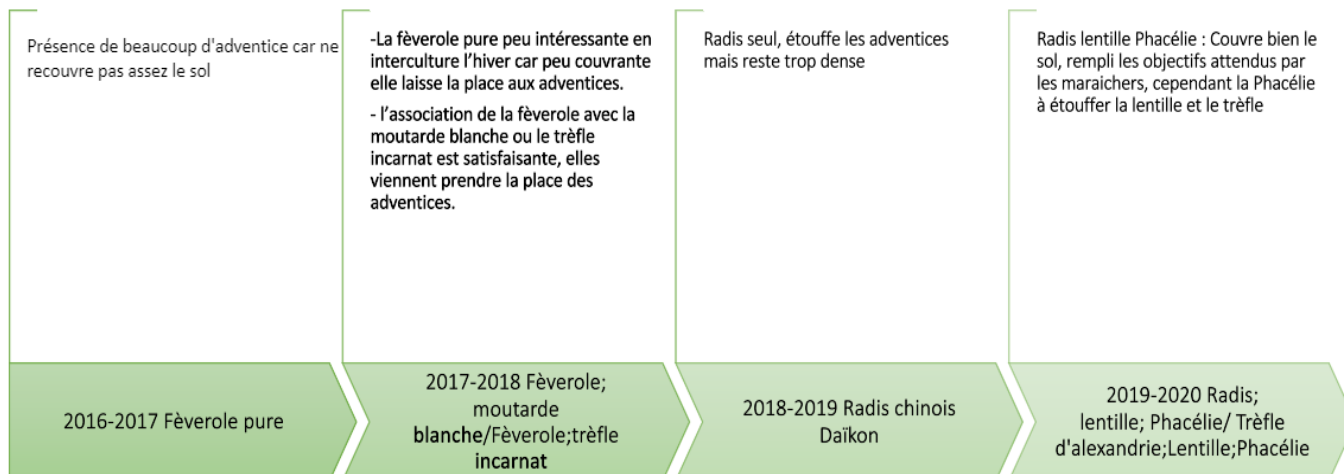 Présence de beaucoup d'adventice car ne
recouvre pas assez le sol
-La fèverole pure peu intéressante en
interculture l'hiver car peu couvrante
elle laisse la place aux adventices.
- l'association de la fèverole avec la
moutarde blanche ou le trèfle
incarnat est satisfaisante, elles
viennent prendre la place des
adventices.
Radis seul, étouffe les adventices
mais reste trop dense
Radis lentille Phacélie : Couvre bien le
sol, rempli les objectifs attendus par
les maraichers, cependant la Phacélie
à étouffer la lentille et le trèfle
2016-2017 Fèverole pure
2017-2018 Fèverole;
moutarde
blanche/Fèverole;trèfle
incarnat
2018-2019 Radis chinois
Daïkon
2019-2020 Radis;
lentille; Phacélie/ Trèfle
d'alexandrie;Lentille;Phacélie